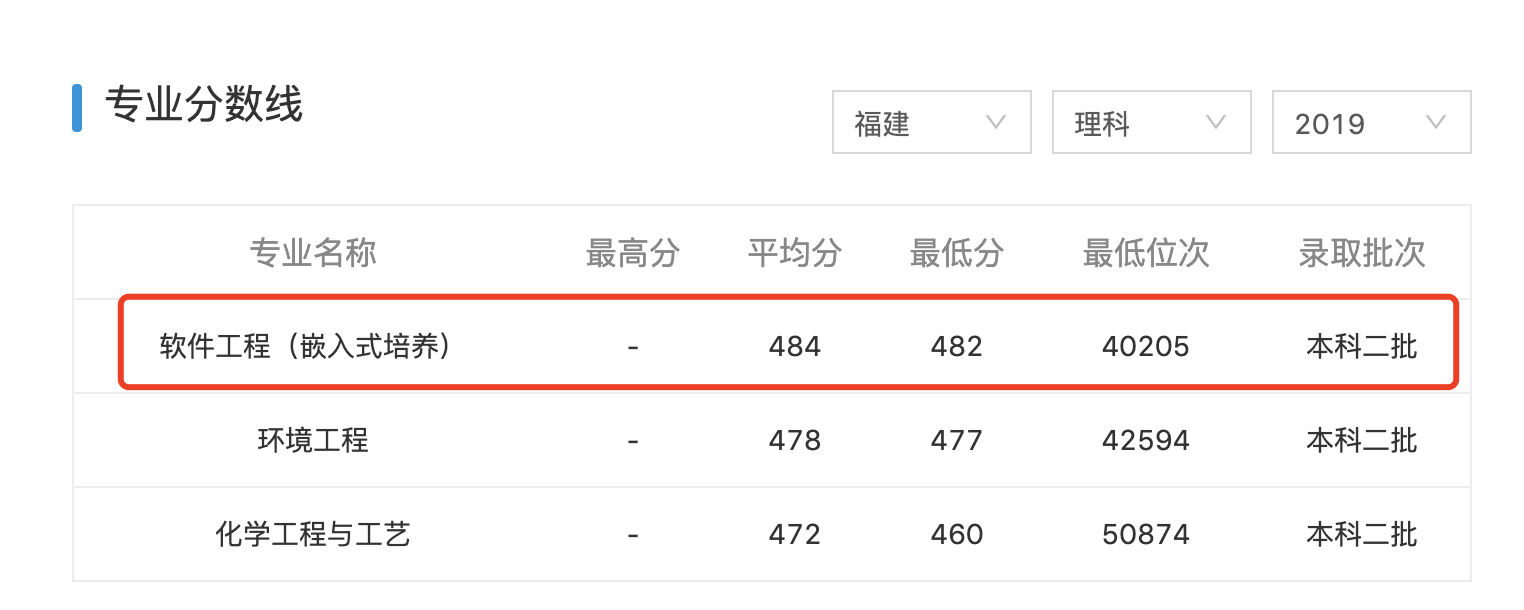 专业分数线
福建 理科 2019
专业名称 最高分 平均分 最低分 最低位次 录取批次
软件工程（嵌入式培养） - 484 482 40205 本科二批
环境工程 - 478 477 42594 本科二批
化学工程与工艺 - 472 460 50874 本科二批